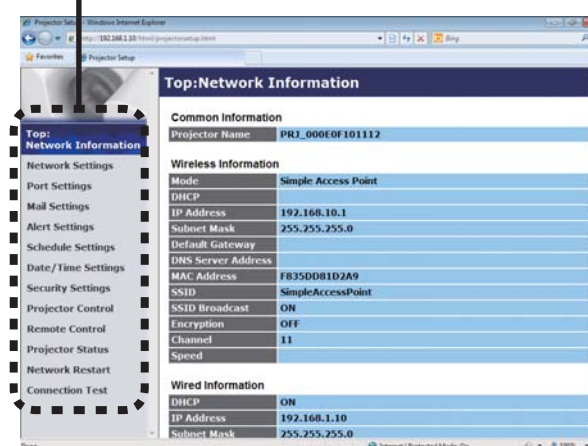 Projector Setup - Windows Internet Explorer
http://192.168.1.10/html/projectorsetup.html
Bing
Favorites
Projector Setup
Top:Network Information
Common Information
Projector Name PRJ_000E0F101112
Wireless Information
Mode Simple Access Point
DHCP
IP Address 192.168.10.1
Subnet Mask 255.255.255.0
Default Gateway
DNS Server Address
MAC Address F835DD81D2A9
SSID SimpleAccessPoint
SSID Broadcast ON
Encryption OFF
Channel 11
Speed
Wired Information
DHCP ON
IP Address 192.168.1.10
Subnet Mask 255.255.255.0
Top:
Network Information
Network Settings
Port Settings
Mail Settings
Alert Settings
Schedule Settings
Date/Time Settings
Security Settings
Projector Control
Remote Control
Projector Status
Network Restart
Connection Test
Internet | Protected Mode: On